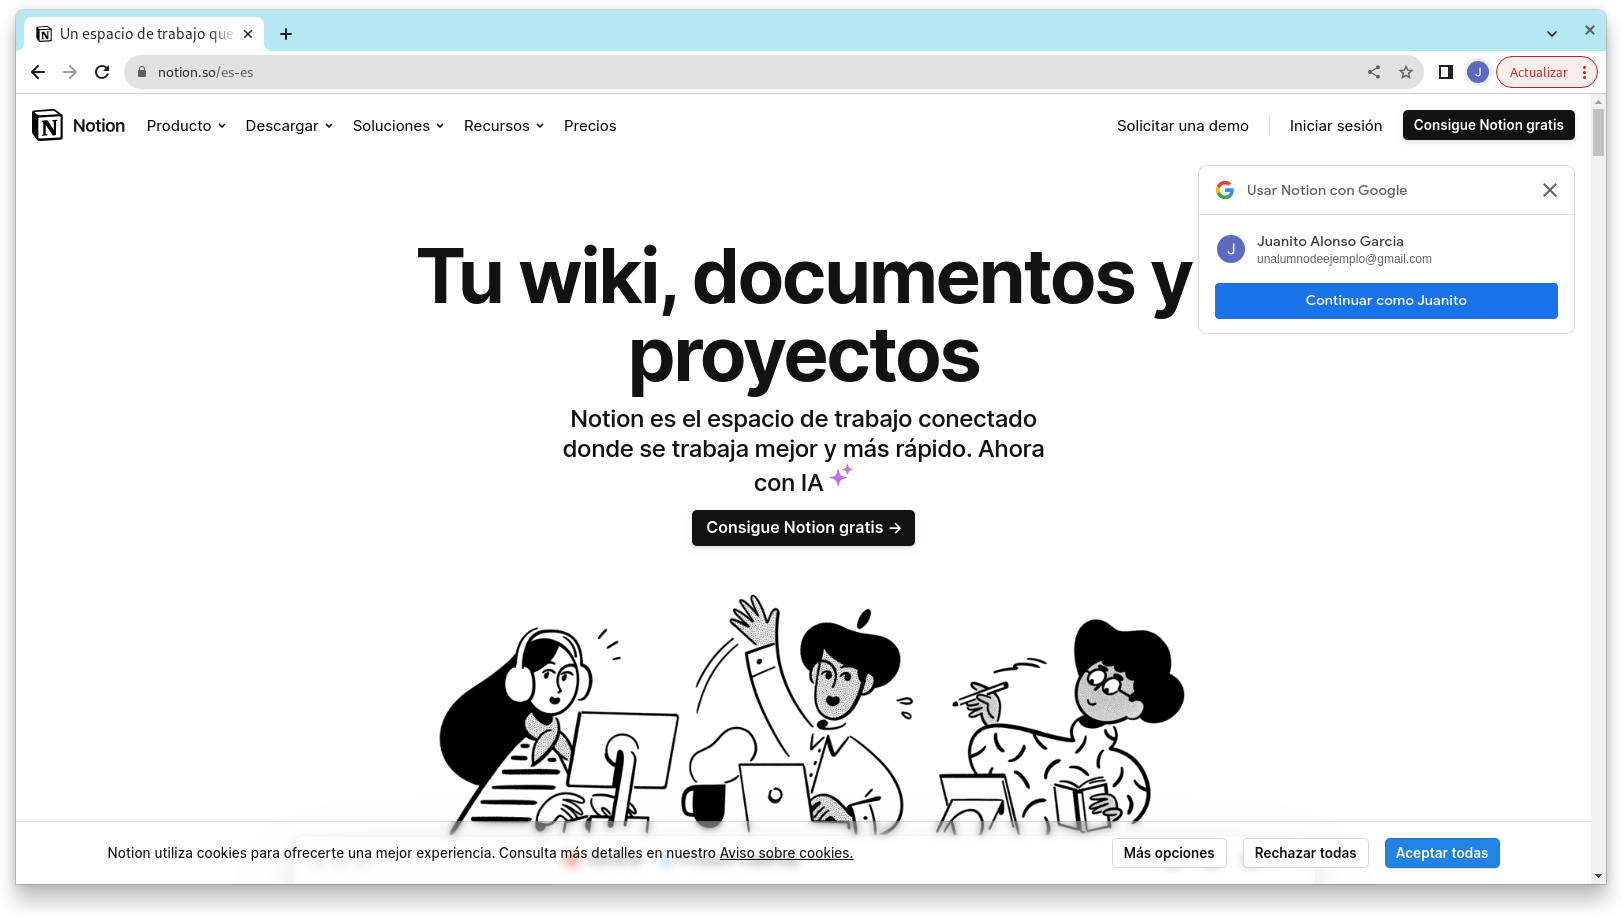 Un espacio de trabajo que
notion.so/es-es
J
Actualizar
Notion
Producto
Descargar
Soluciones
Recursos
Precios
Solicitar una demo
Iniciar sesión
Consigue Notion gratis
Usar Notion con Google
J
Juanito Alonso Garcia
unalumnodeejemplo@gmail.com
Continuar como Juanito
Tu wiki, documentos y
proyectos
Notion es el espacio de trabajo conectado
donde se trabaja mejor y más rápido. Ahora
con IA
Consigue Notion gratis →
Notion utiliza cookies para ofrecerte una mejor experiencia. Consulta más detalles en nuestro Aviso sobre cookies.
Más opciones
Rechazar todas
Aceptar todas